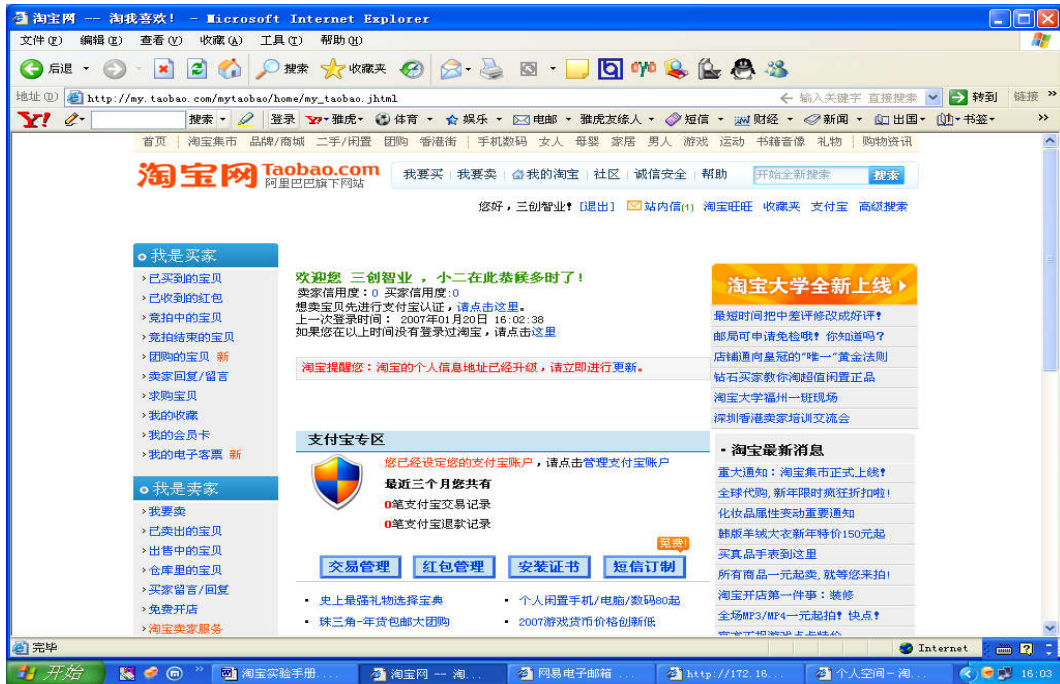 淘宝网 -- 淘我喜欢! - Microsoft Internet Explorer
文件(F) 编辑(E) 查看(V) 收藏(A) 工具(T) 帮助(H)
后退 搜索 收藏夹
地址(D) http://my.taobao.com/mytaobao/home/my_taobao.jhtml 输入关键字 直接搜索 转到 链接 »
Y! 搜索 登录 雅虎 体育 娱乐 电邮 雅虎友缘人 短信 财经 新闻 出国 书签 »
首页 淘宝集市 品牌/商城 二手/闲置 团购 香港街 手机数码 女人 母婴 家居 男人 游戏 运动 书籍音像 礼物 购物资讯
淘宝网 Taobao.com 阿里巴巴旗下网站 我要买 我要卖 我的淘宝 社区 诚信安全 帮助 开始全新搜索 搜索
您好,三创智业! [退出] 站内信(1) 淘宝旺旺 收藏夹 支付宝 高级搜索
我是买家
>已买到的宝贝
>已收到的红包
>竞拍中的宝贝
>竞拍结束的宝贝
>团购的宝贝 新
>卖家回复/留言
>求购宝贝
>我的收藏
>我的会员卡
>我的电子客票 新
我是卖家
>我要卖
>已卖出的宝贝
>出售中的宝贝
>仓库里的宝贝
>买家留言/回复
>免费开店
>淘宝卖家服务
欢迎您 三创智业 ,小二在此恭候多时了!
卖家信用度:0 买家信用度:0
想卖宝贝先进行支付宝认证,请点击这里。
上一次登录时间: 2007年01月20日 16:02:38
如果您在以上时间没有登录过淘宝,请点击这里
淘宝提醒您:淘宝的个人信息地址已经升级,请立即进行更新。
支付宝专区
您已经设定您的支付宝账户,请点击管理支付宝账户
最近三个月您共有
0笔支付宝交易记录
0笔支付宝退款记录
免费!
交易管理 红包管理 安装证书 短信订制
· 史上最强礼物选择宝典 · 个人闲置手机/电脑/数码80起
· 珠三角-年货包邮大团购 · 2007游戏货币价格创新低
淘宝大学全新上线
最短时间把中差评修改成好评!
邮局可申请免检哦! 你知道吗?
店铺通向皇冠的“唯一”黄金法则
钻石买家教你淘超值闲置正品
淘宝大学福州一班现场
深圳香港卖家培训交流会
· 淘宝最新消息
重大通知:淘宝集市正式上线!
全球代购,新年限时疯狂折扣啦!
化妆品属性变动重要通知
韩版羊绒大衣新年特价150元起
买真品手表到这里
所有商品一元起卖,就等您来拍!
淘宝开店第一件事:装修
全场MP3/MP4一元起拍! 快点!
完毕 Internet
开始 » 淘宝实验手册.... 淘宝网 -- 淘... 网易电子邮箱 ... http://172.16... 个人空间-淘... 16:03